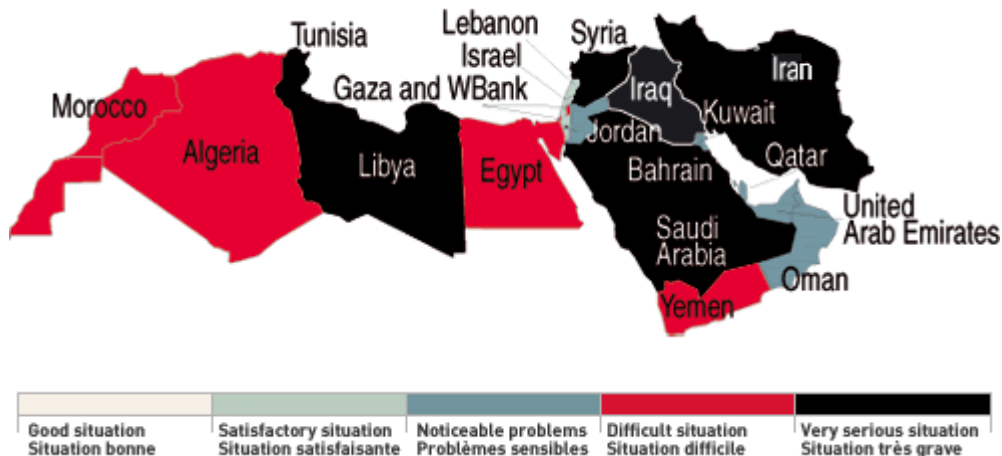 Lebanon
Syria
Tunisia
Israel
Iran
Gaza and WBank
Iraq
Morocco
Kuwait
Jordan
Algeria
Qatar
Libya
Egypt
Bahrain
United
Arab Emirates
Saudi
Arabia
Oman
Yemen
Good situation
Situation bonne
Satisfactory situation
Situation satisfaisante
Noticeable problems
Problèmes sensibles
Difficult situation
Situation difficile
Very serious situation
Situation très grave